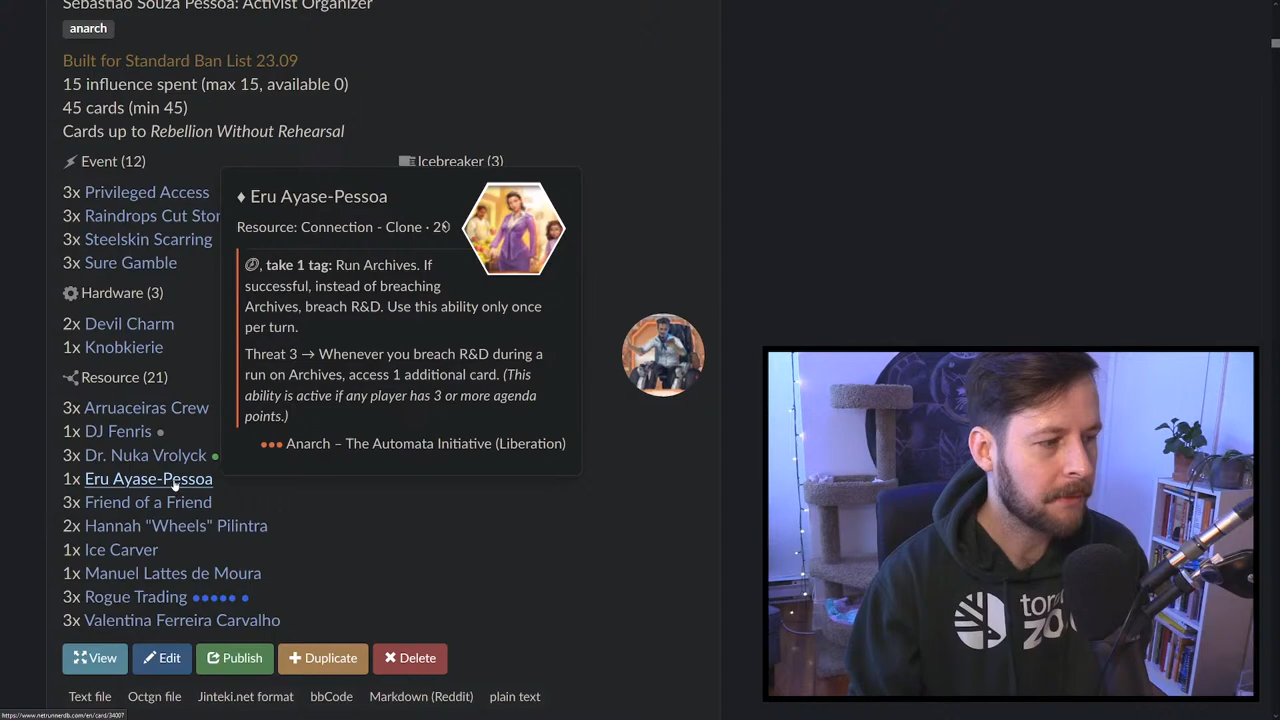 Sebastião Souza Pessoa: Activist Organizer
anarch
Built for Standard Ban List 23.09
15 influence spent (max 15, available 0)
45 cards (min 45)
Cards up to Rebellion Without Rehearsal
Event (12)
Icebreaker (3)
3x Privileged Access
3x Raindrops Cut Ston
3x Steelskin Scarring
3x Sure Gamble
Hardware (3)
2x Devil Charm
1x Knobkierie
Resource (21)
3x Arruaceiras Crew
1x DJ Fenris
3x Dr. Nuka Vrolyck
1x Eru Ayase-Pessoa
3x Friend of a Friend
2x Hannah "Wheels" Pilintra
1x Ice Carver
1x Manuel Lattes de Moura
3x Rogue Trading
3x Valentina Ferreira Carvalho
♦ Eru Ayase-Pessoa
Resource: Connection - Clone · 2
, take 1 tag: Run Archives. If
successful, instead of breaching
Archives, breach R&D. Use this ability only once
per turn.
Threat 3 → Whenever you breach R&D during a
run on Archives, access 1 additional card. (This
ability is active if any player has 3 or more agenda
points.)
Anarch – The Automata Initiative (Liberation)
View
Edit
Publish
Duplicate
Delete
Text file
Octgn file
Jinteki.net format
bbCode
Markdown (Reddit)
plain text
https://www.netrunnerdb.com/en/card/34007